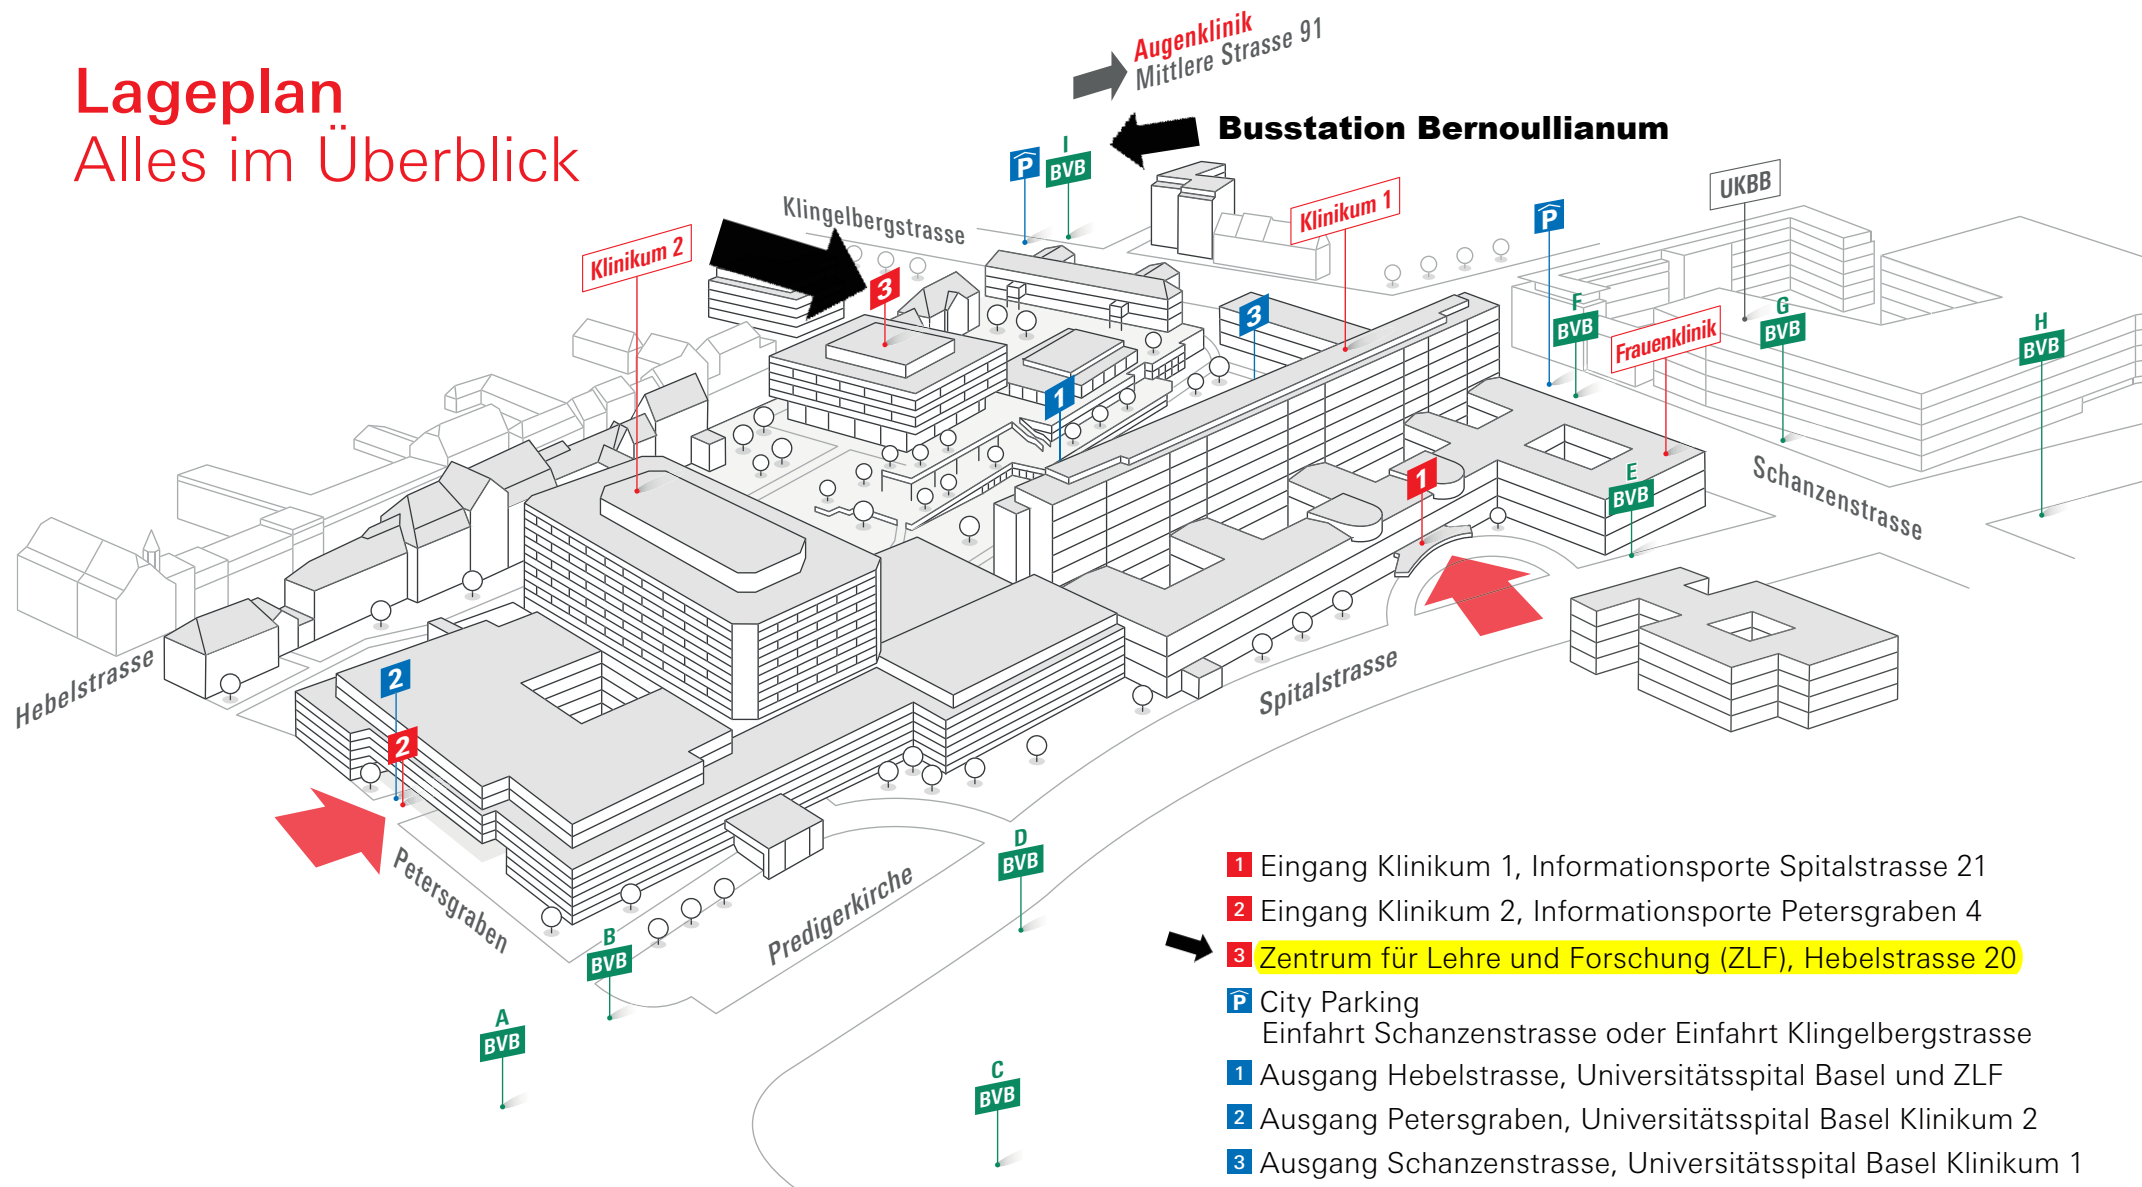 Lageplan
Alles im Überblick
Augenklinik
Mittlere Strasse 91
Busstation Bernoullianum
I
P
BVB
Klingelbergstrasse
Klinikum 2
3
Klinikum 1
UKBB
P
3
F
BVB
G
BVB
H
BVB
Frauenklinik
1
1
E
BVB
Schanzenstrasse
Hebelstrasse
2
2
Spitalstrasse
Petersgraben
Predigerkirche
D
BVB
B
BVB
A
BVB
C
BVB
1 Eingang Klinikum 1, Informationsporte Spitalstrasse 21
2 Eingang Klinikum 2, Informationsporte Petersgraben 4
3 Zentrum für Lehre und Forschung (ZLF), Hebelstrasse 20
P City Parking
Einfahrt Schanzenstrasse oder Einfahrt Klingelbergstrasse
1 Ausgang Hebelstrasse, Universitätsspital Basel und ZLF
2 Ausgang Petersgraben, Universitätsspital Basel Klinikum 2
3 Ausgang Schanzenstrasse, Universitätsspital Basel Klinikum 1